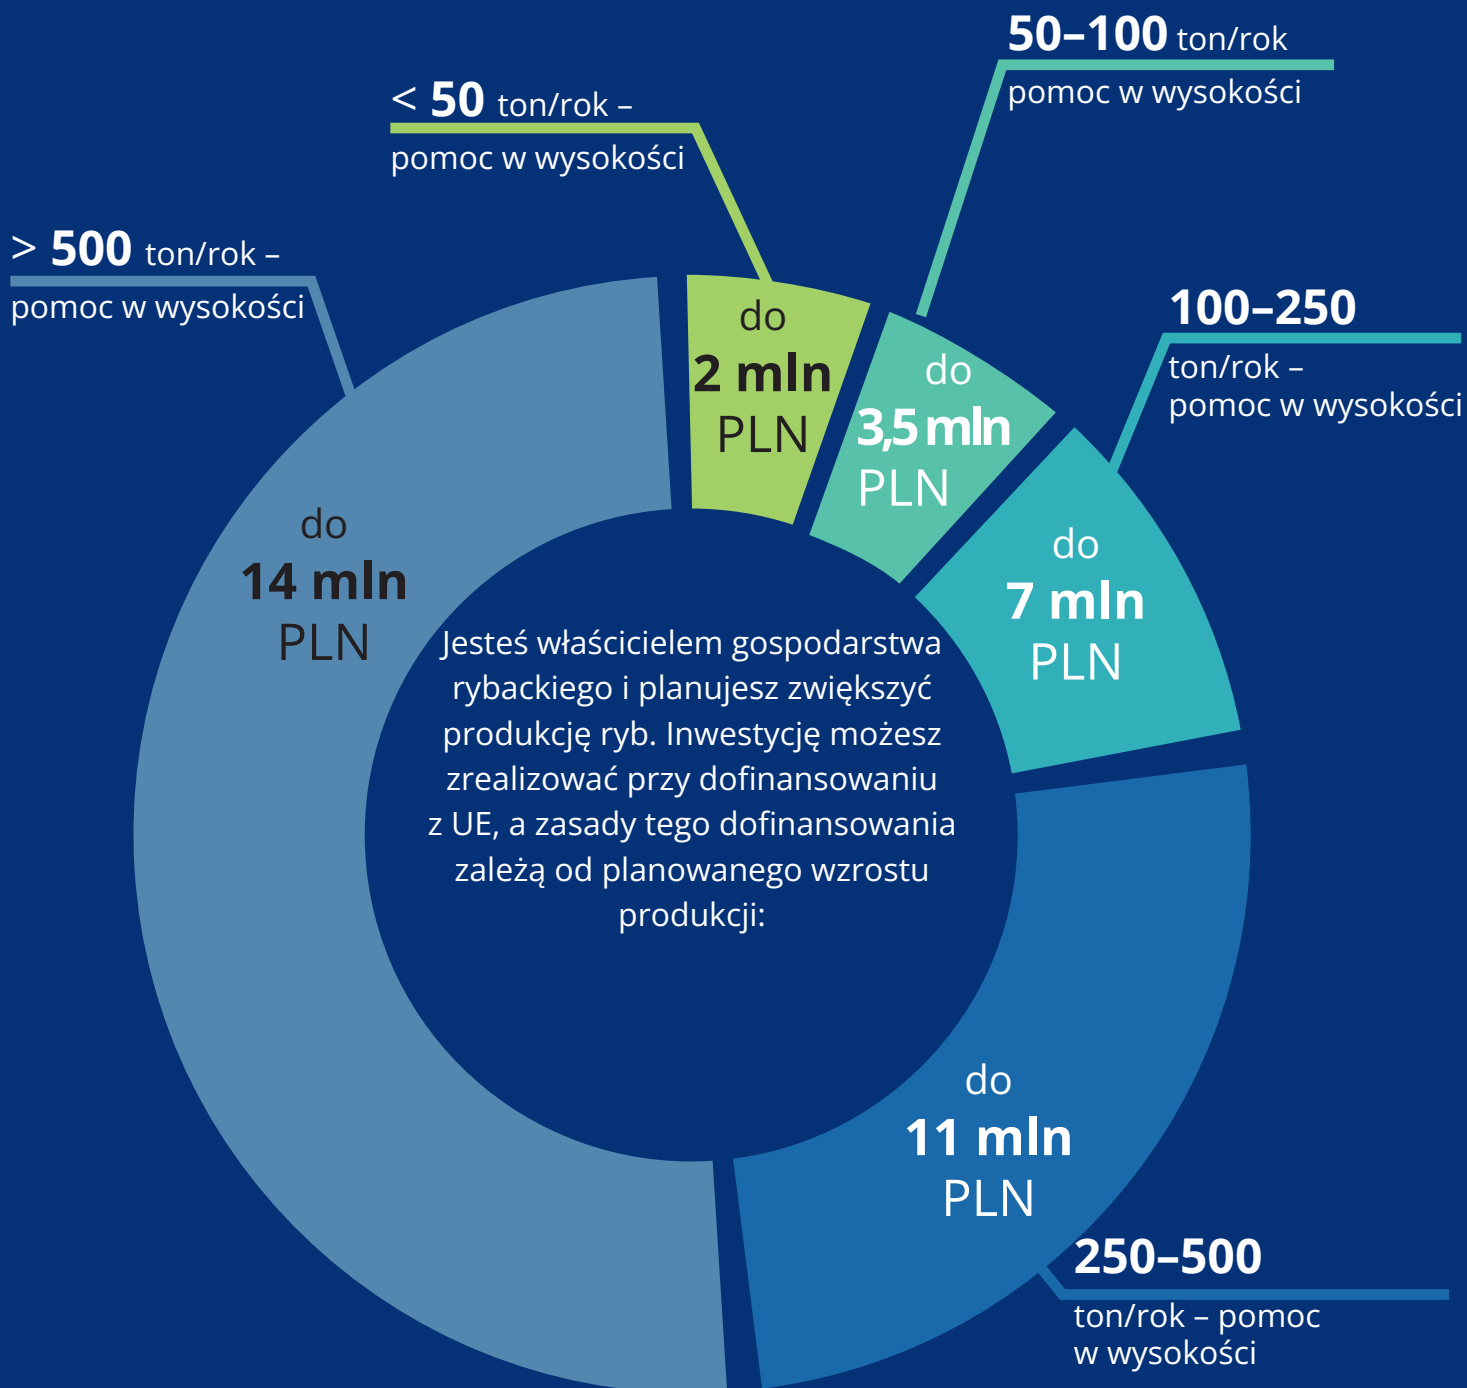 50–100 ton/rok
pomoc w wysokości
< 50 ton/rok –
pomoc w wysokości
> 500 ton/rok –
pomoc w wysokości
100–250
ton/rok –
pomoc w wysokości
do
2 mln
PLN
do
3,5 mln
PLN
do
7 mln
PLN
do
14 mln
PLN
Jesteś właścicielem gospodarstwa
rybackiego i planujesz zwiększyć
produkcję ryb. Inwestycję możesz
zrealizować przy dofinansowaniu
z UE, a zasady tego dofinansowania
zależą od planowanego wzrostu
produkcji:
do
11 mln
PLN
250–500
ton/rok – pomoc
w wysokości